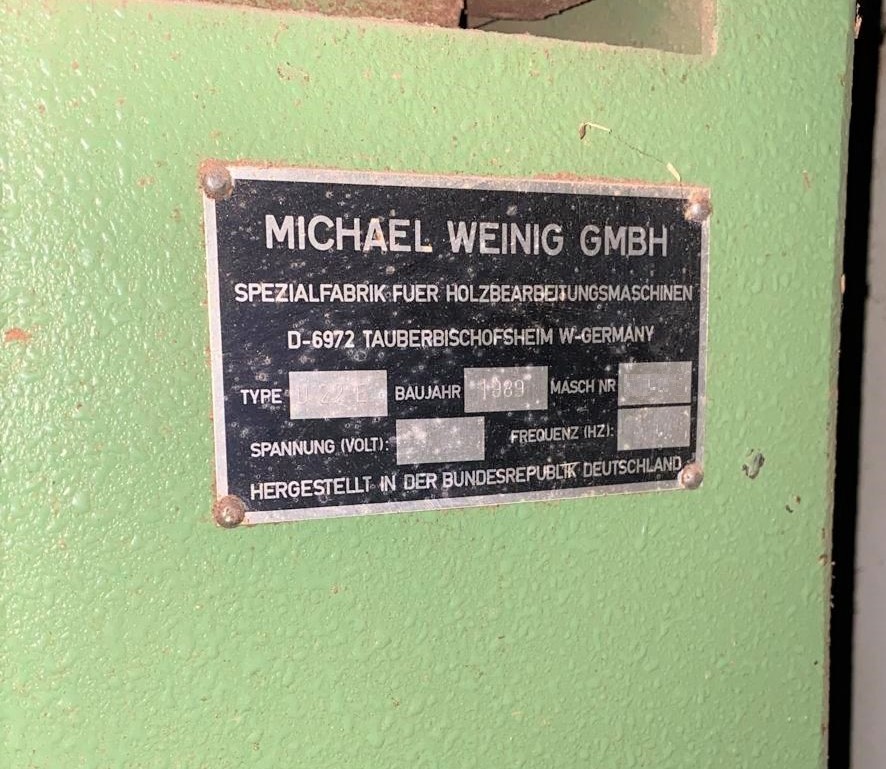 MICHAEL WEINIG GMBH
SPEZIALFABRIK FUER HOLZBEARBEITUNGSMASCHINEN
D-6972 TAUBERBISCHOFSHEIM W-GERMANY
TYPE BAUJAHR 1989 MASCH NR
SPANNUNG (VOLT): FREQUENZ (HZ):
HERGESTELLT IN DER BUNDESREPUBLIK DEUTSCHLAND